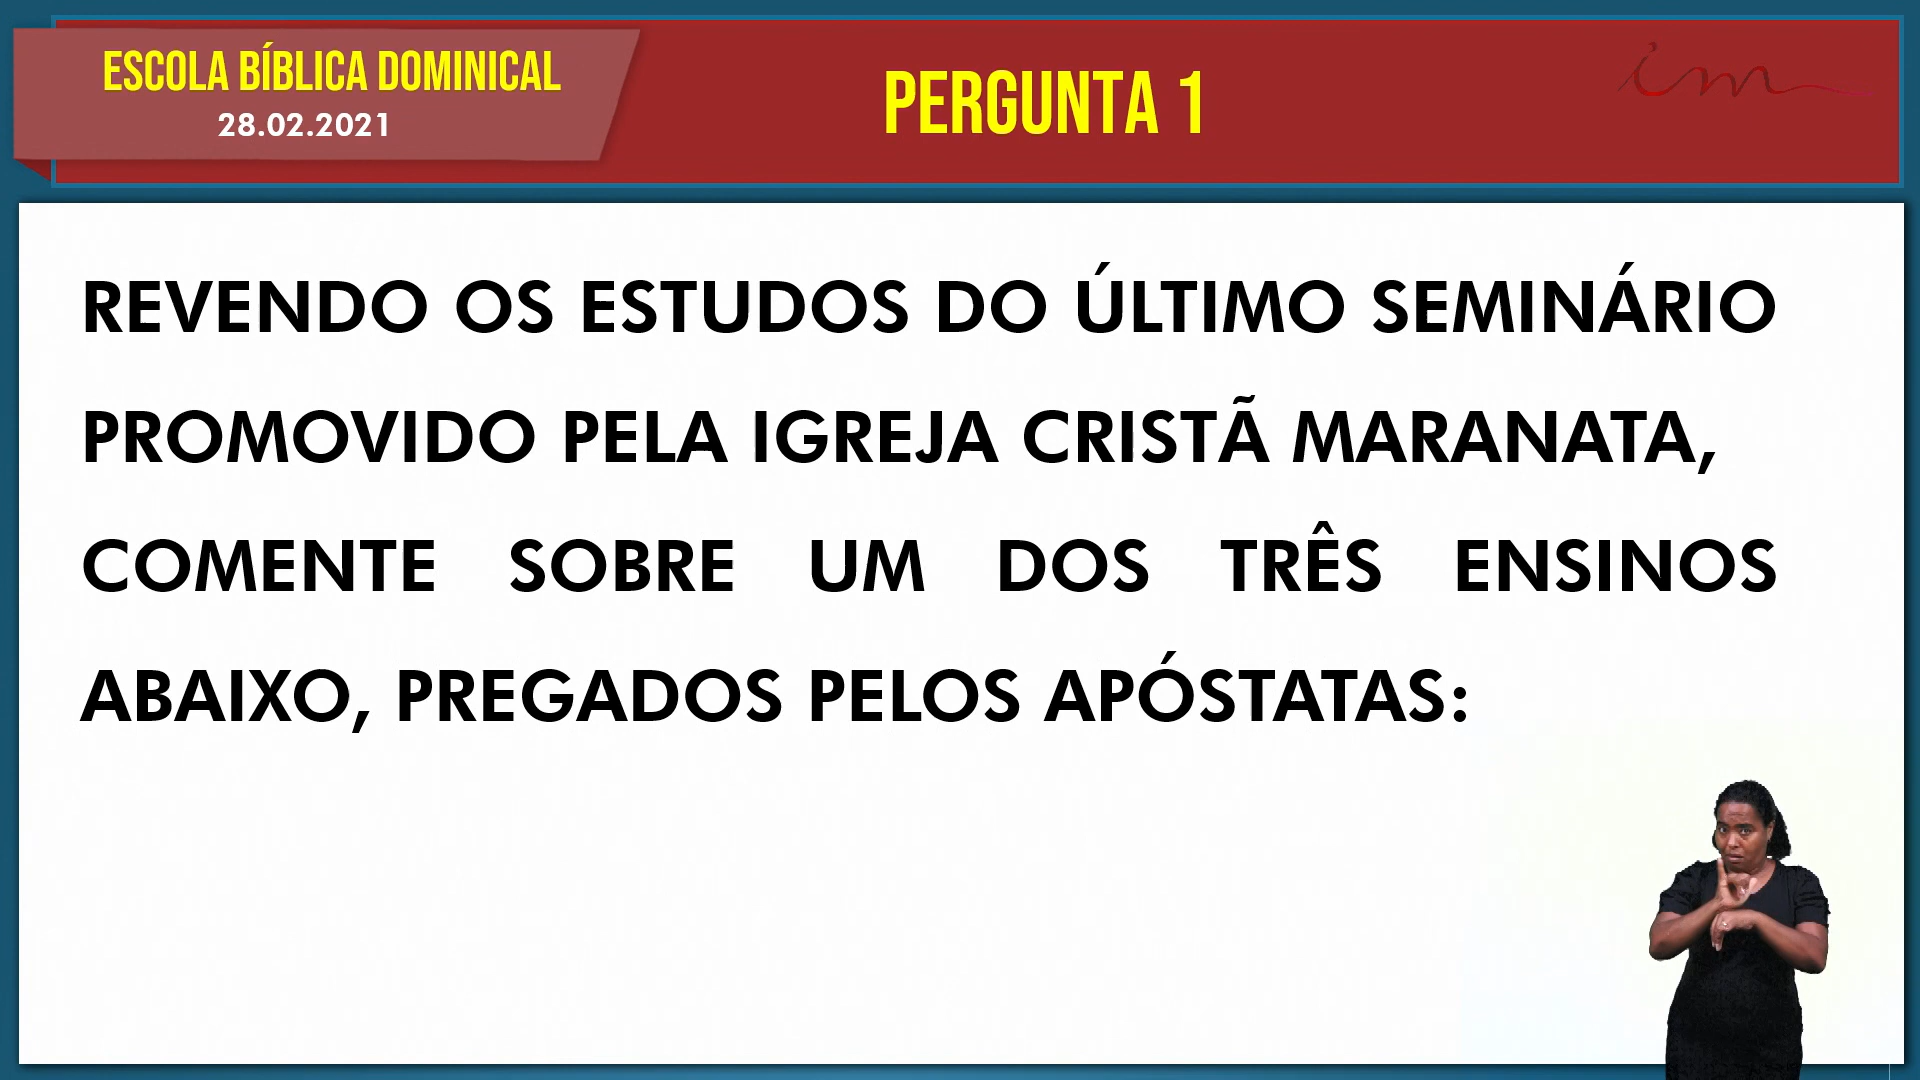 ESCOLA BÍBLICA DOMINICAL
28.02.2021
PERGUNTA 1
im
REVENDO OS ESTUDOS DO ÚLTIMO SEMINÁRIO
PROMOVIDO PELA IGREJA CRISTÃ MARANATA,
COMENTE SOBRE UM DOS TRÊS ENSINOS
ABAIXO, PREGADOS PELOS APÓSTATAS: